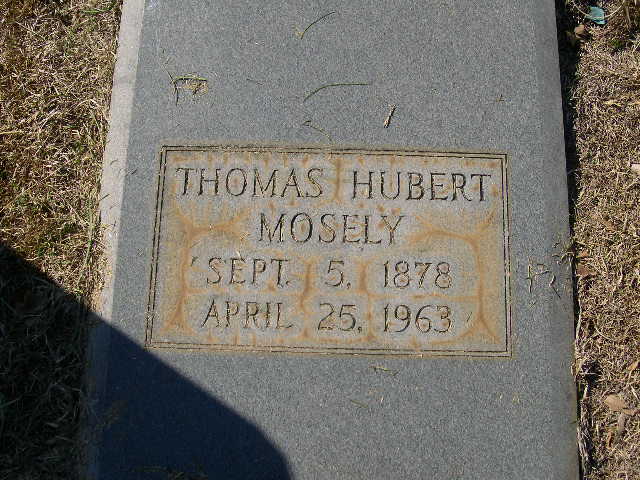 THOMAS HUBERT
MOSELY
SEPT. 5, 1878
APRIL 25, 1963